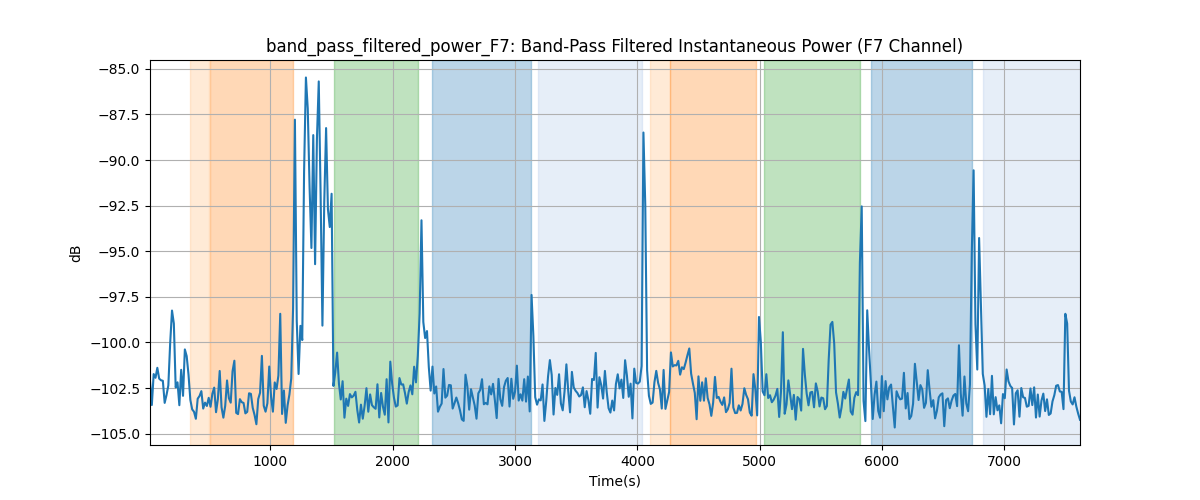 band_pass_filtered_power_F7: Band-Pass Filtered Instantaneous Power (F7 Channel)
−85.0
−87.5
−90.0
−92.5
−95.0
−97.5
−100.0
−102.5
−105.0
dB
1000 2000 3000 4000 5000 6000 7000
Time(s)